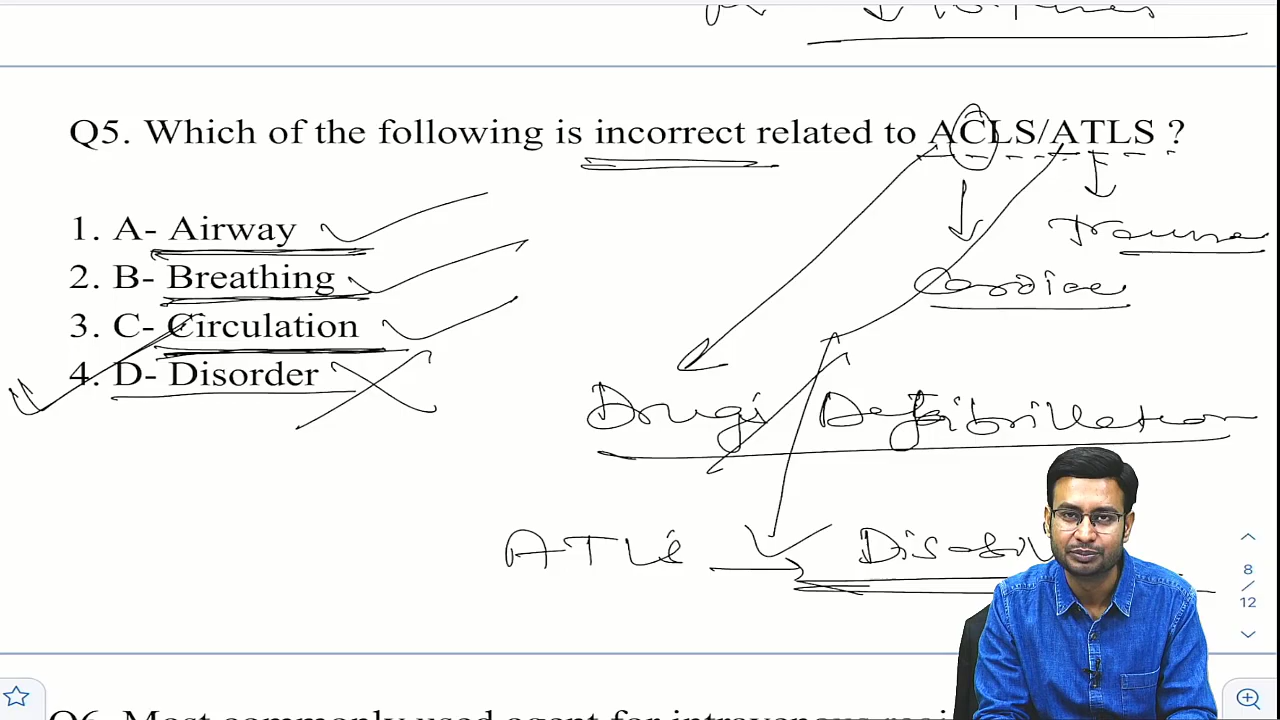 Q5. Which of the following is incorrect related to ACLS/ATLS ?
1. A- Airway
2. B- Breathing
3. C- Circulation
4. D- Disorder
Trauma
Cardiac
Drugs Defibrillation
ATLS
8
/
12